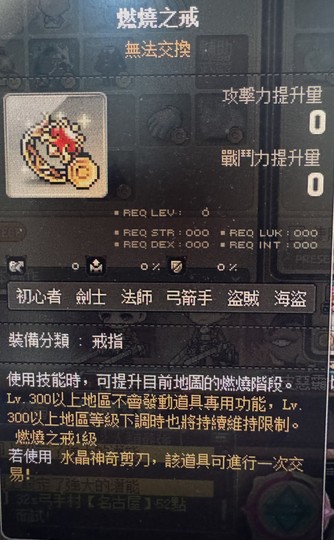 燃燒之戒
無法交換
攻擊力提升量
0
戰鬥力提升量
0
REQ LEV : 0
REQ STR : 000 REQ LUK : 000
REQ DEX : 000 REQ INT : 000
0 0 % 0 %
初心者 劍士 法師 弓箭手 盜賊 海盜
裝備分類 : 戒指
使用技能時，可提升目前地圖的燃燒階段。
Lv.300以上地區不會發動道具專用功能，Lv.
300以上地區等級下調時也將持續維持限制。
燃燒之戒1級
若使用 水晶神奇剪刀，該道具可進行一次交
易!